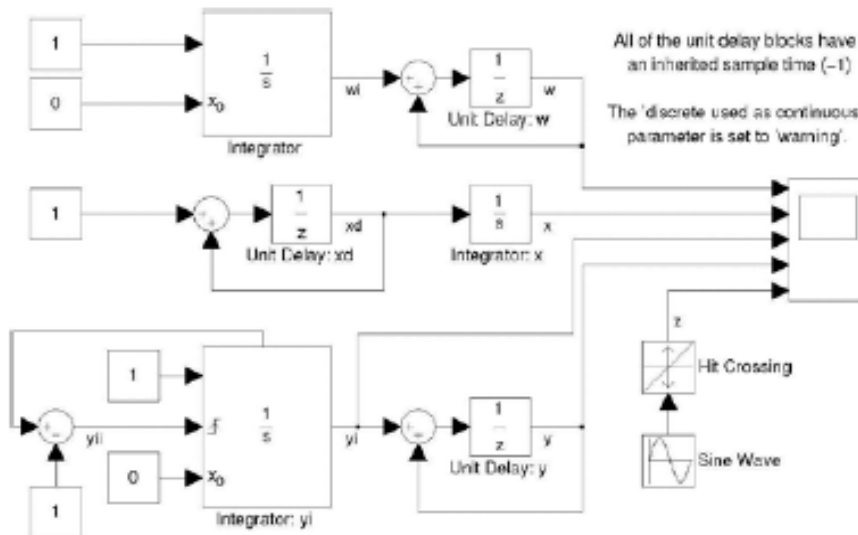 1
1
s
0
x₀
wi
Integrator
+
-
1
z
w
Unit Delay: w
All of the unit delay blocks have
an inherited sample time (−1)
The 'discrete used as continuous
parameter is set to 'warning'.
1
+
+
1
z
xd
Unit Delay: xd
1
s
x
Integrator: x
z
Hit Crossing
Sine Wave
1
+
-
yii
1
1
s
0
x₀
yi
Integrator: yi
+
-
1
z
y
Unit Delay: y